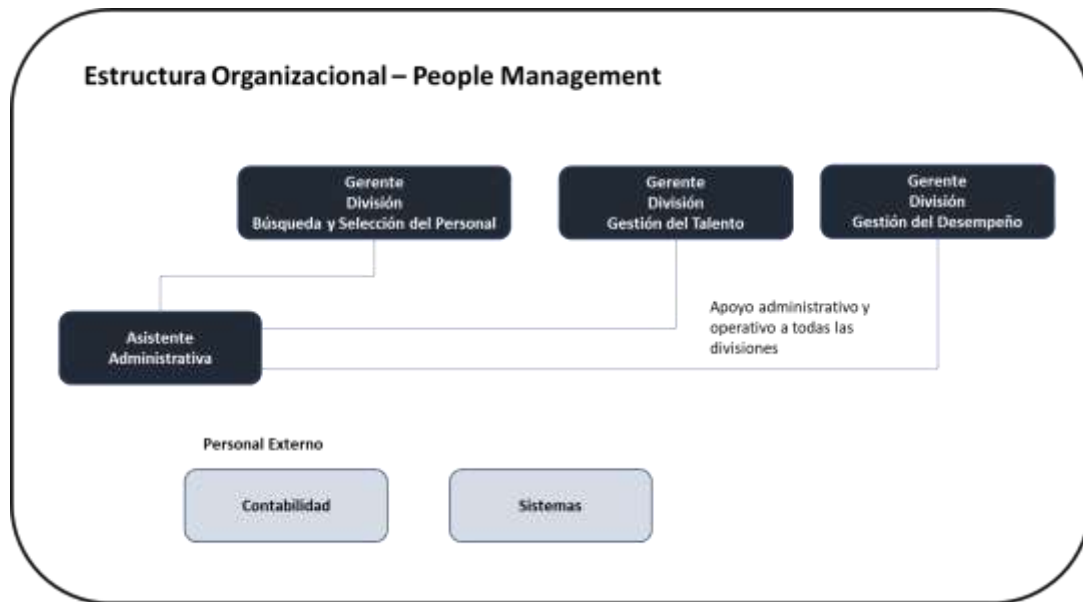 Estructura Organizacional – People Management
Gerente
División
Búsqueda y Selección del Personal
Gerente
División
Gestión del Talento
Gerente
División
Gestión del Desempeño
Apoyo administrativo y
operativo a todas las
divisiones
Asistente
Administrativa
Personal Externo
Contabilidad
Sistemas